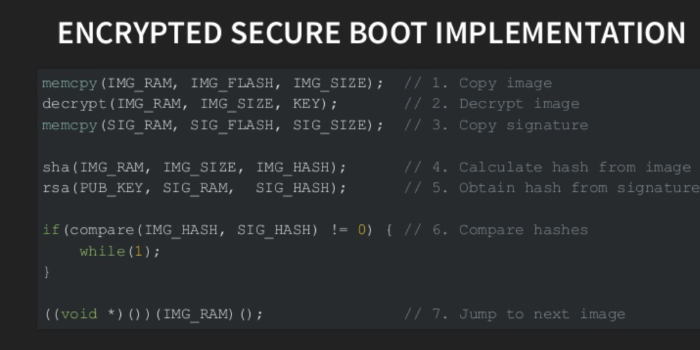 ENCRYPTED SECURE BOOT IMPLEMENTATION
memcpy(IMG_RAM, IMG_FLASH, IMG_SIZE); // 1. Copy image
decrypt(IMG_RAM, IMG_SIZE, KEY); // 2. Decrypt image
memcpy(SIG_RAM, SIG_FLASH, SIG_SIZE); // 3. Copy signature
sha(IMG_RAM, IMG_SIZE, IMG_HASH); // 4. Calculate hash from image
rsa(PUB_KEY, SIG_RAM, SIG_HASH); // 5. Obtain hash from signature
if(compare(IMG_HASH, SIG_HASH) != 0) { // 6. Compare hashes
while(1);
}
((void *)())(IMG_RAM)(); // 7. Jump to next image